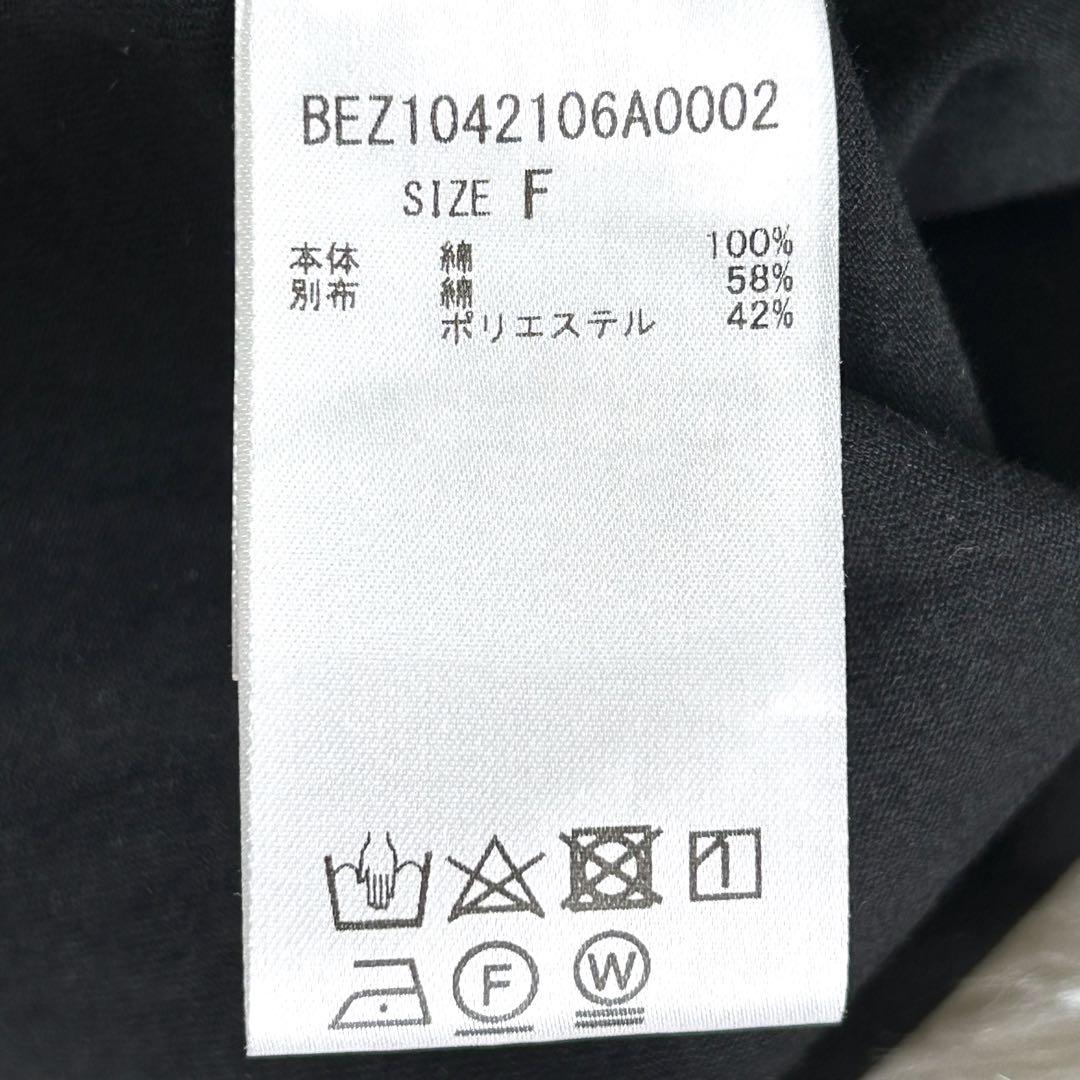 BEZ1042106A0002
SIZE F
本体 綿 100%
別布 綿 58%
ポリエステル 42%
F W